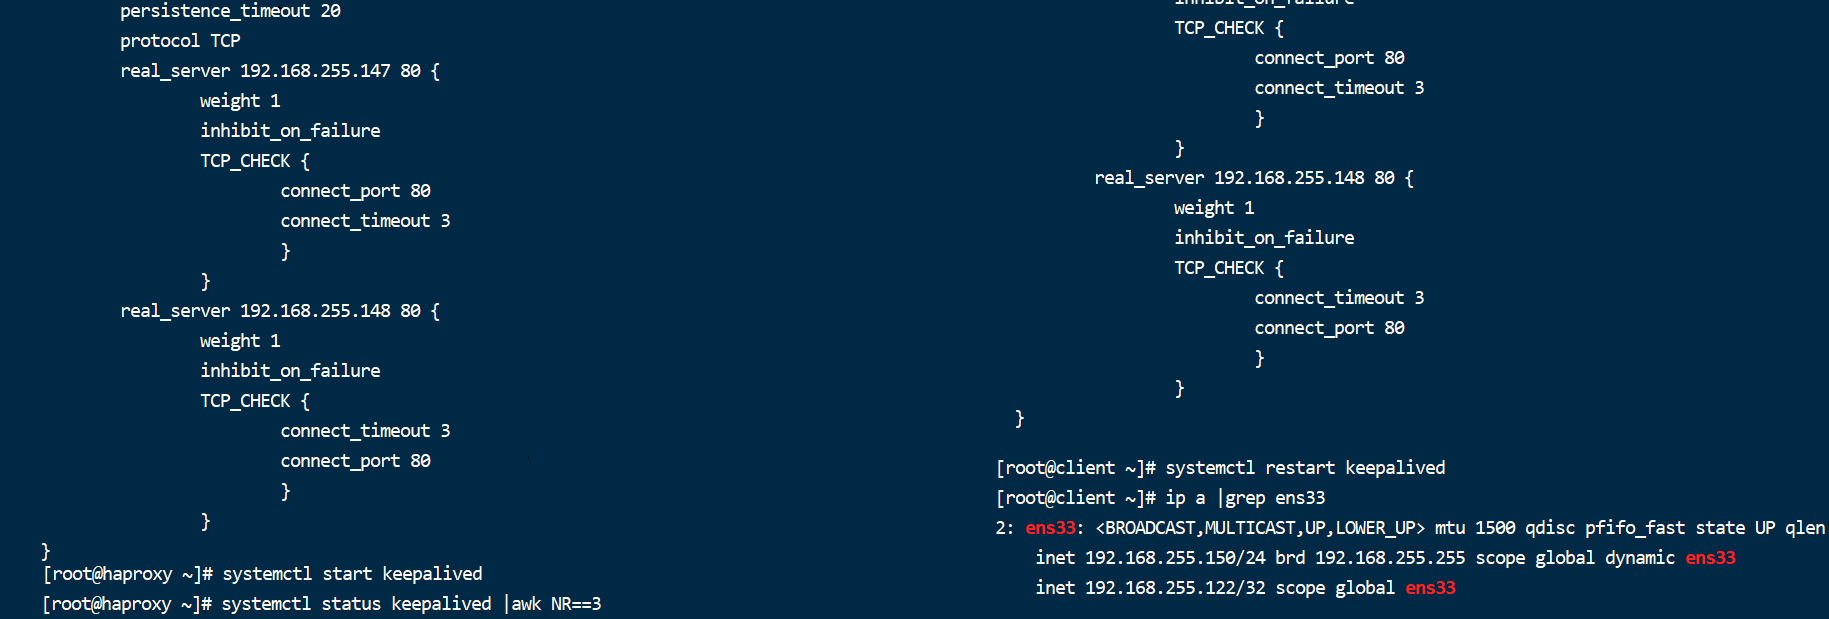 persistence_timeout 20
protocol TCP
real_server 192.168.255.147 80 {
weight 1
inhibit_on_failure
TCP_CHECK {
connect_port 80
connect_timeout 3
}
}
real_server 192.168.255.148 80 {
weight 1
inhibit_on_failure
TCP_CHECK {
connect_timeout 3
connect_port 80
}
}
}
[root@haproxy ~]# systemctl start keepalived
[root@haproxy ~]# systemctl status keepalived |awk NR==3
inhibit_on_failure
TCP_CHECK {
connect_port 80
connect_timeout 3
}
}
real_server 192.168.255.148 80 {
weight 1
inhibit_on_failure
TCP_CHECK {
connect_timeout 3
connect_port 80
}
}
}
[root@client ~]# systemctl restart keepalived
[root@client ~]# ip a |grep ens33
2: ens33: <BROADCAST,MULTICAST,UP,LOWER_UP> mtu 1500 qdisc pfifo_fast state UP qlen
inet 192.168.255.150/24 brd 192.168.255.255 scope global dynamic ens33
inet 192.168.255.122/32 scope global ens33